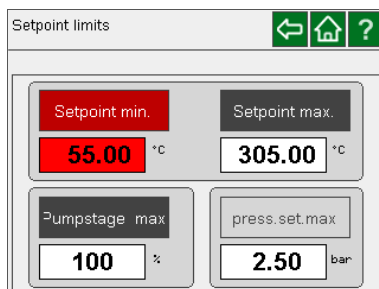 Setpoint limits
?
Setpoint min.
Setpoint max.
55.00 °C
305.00 °C
Pumpstage max
press.set.max
100 %
2.50 bar